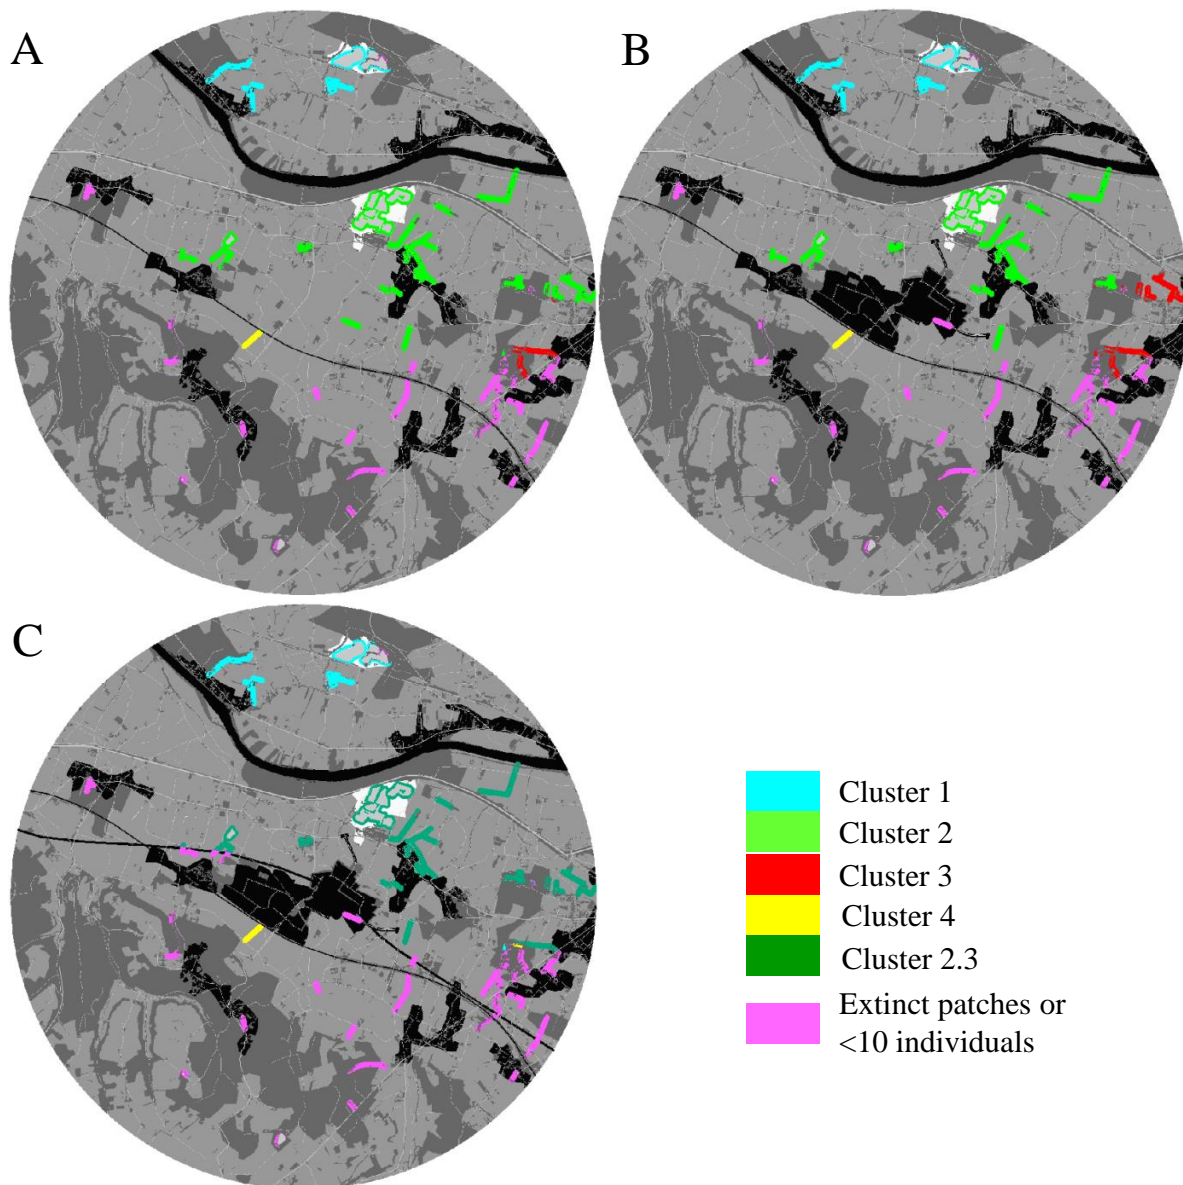 A
B
C
Cluster 1
Cluster 2
Cluster 3
Cluster 4
Cluster 2.3
Extinct patches or
<10 individuals